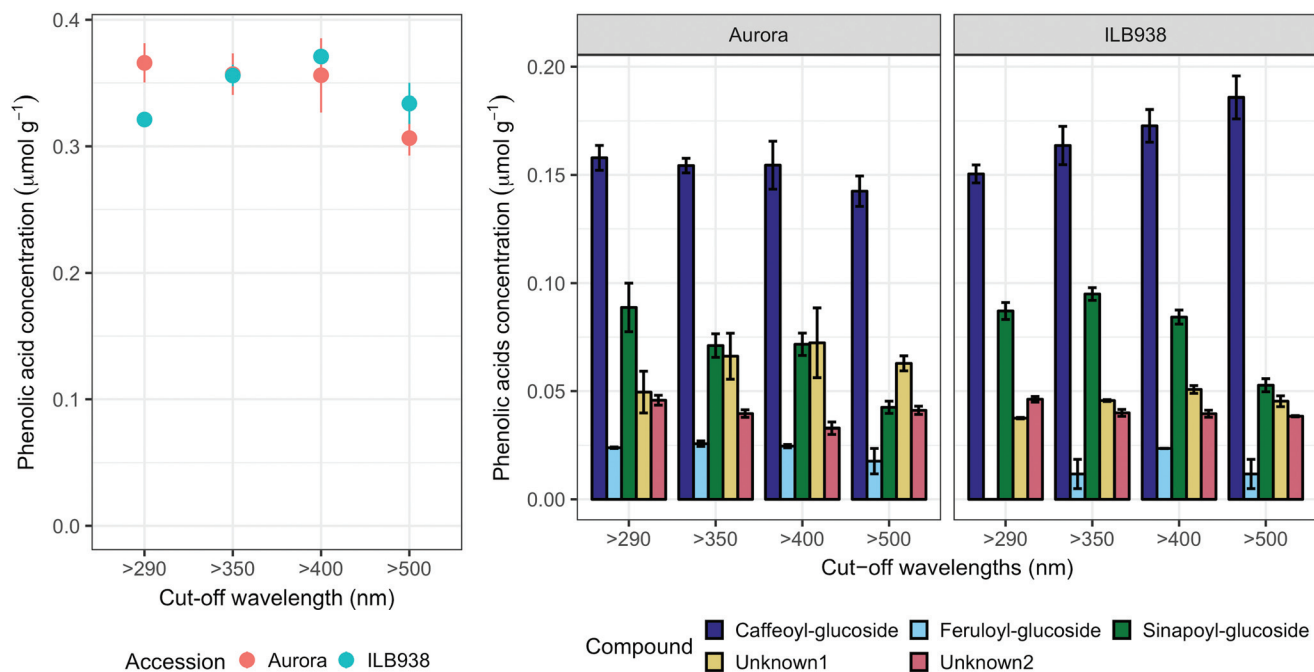 Phenolic acid concentration (μmol g⁻¹)
0.4
0.3
0.2
0.1
0.0
>290 >350 >400 >500
Cut-off wavelength (nm)
Accession Aurora ILB938
Aurora ILB938
Phenolic acids concentration (μmol g⁻¹)
0.20
0.15
0.10
0.05
0.00
>290 >350 >400 >500 >290 >350 >400 >500
Cut−off wavelengths (nm)
Compound
Caffeoyl-glucoside Feruloyl-glucoside Sinapoyl-glucoside
Unknown1 Unknown2